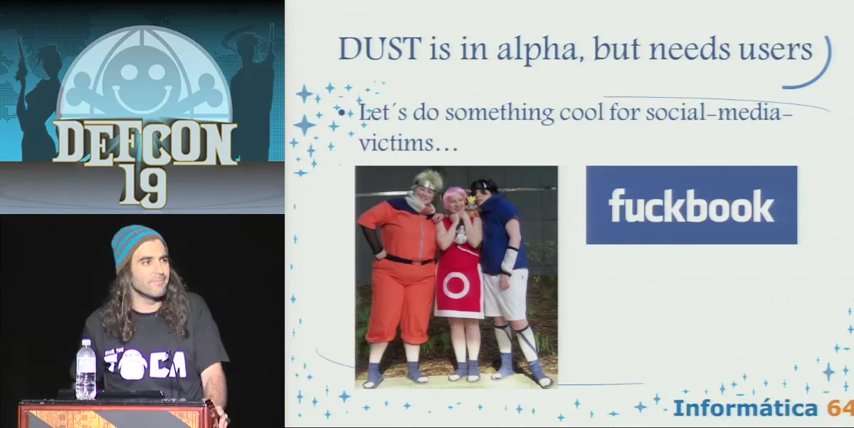 DEFCON
19
DUST is in alpha, but needs users
• Let´s do something cool for social-media-
victims…
fuckbook
Informática 64